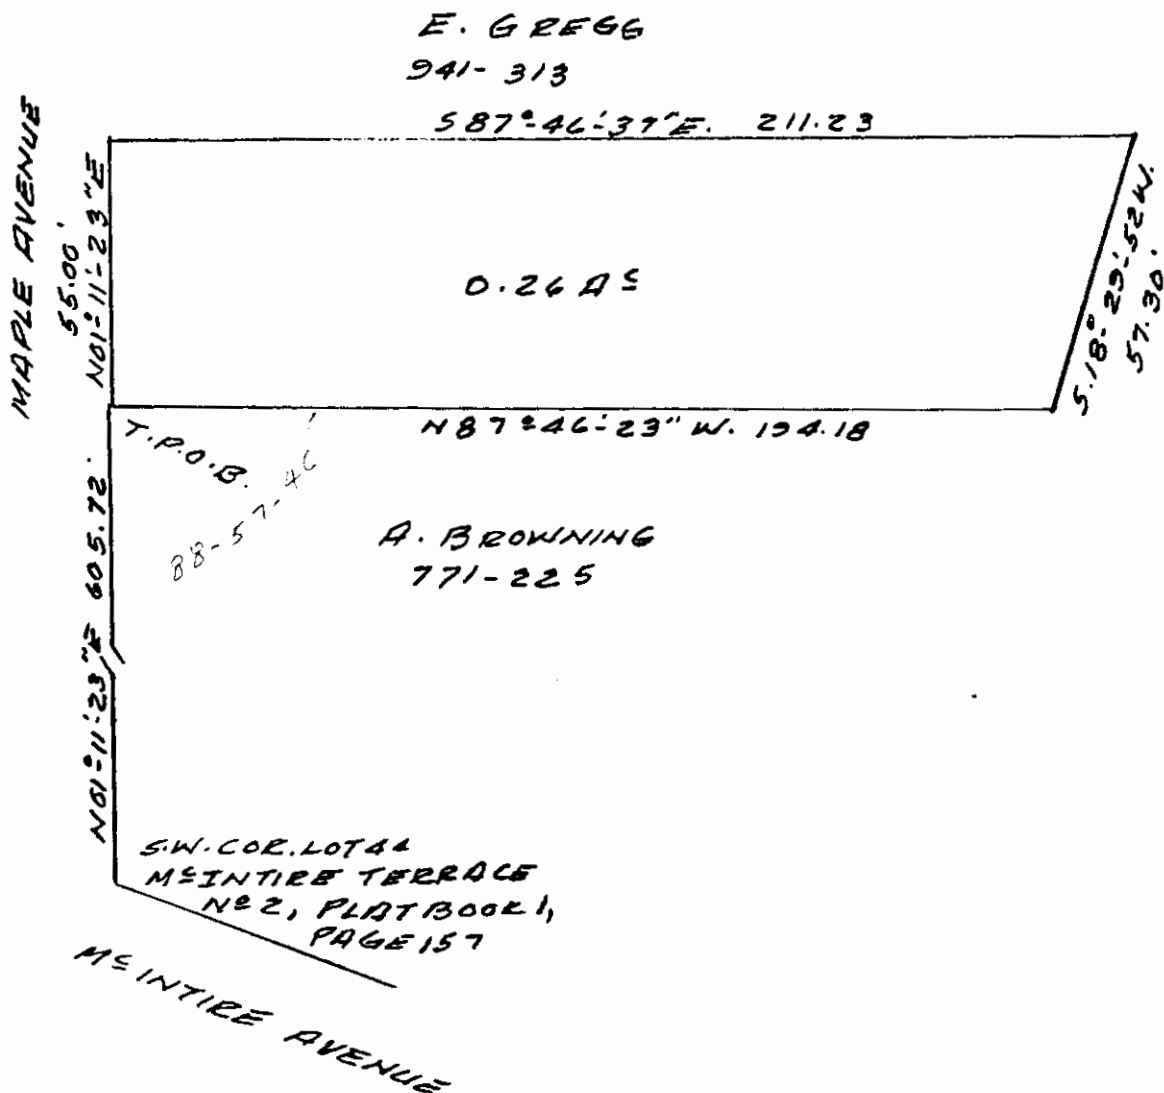 E. GREGG
941-313
S87°-46'-37"E. 211.23
MAPLE AVENUE
55.00'
N01°-11'-23"E
0.26 Ac
S.18°-29'-52W.
57.30'
N87°-46'-23"W. 194.18
T.P.O.B.
88-57-46'
A. BROWNING
771-225
N01°-11'-23"E 605.72'
S.W. COR. LOT 44
McINTIRE TERRACE
No 2, PLAT BOOK 1,
PAGE 157
McINTIRE AVENUE